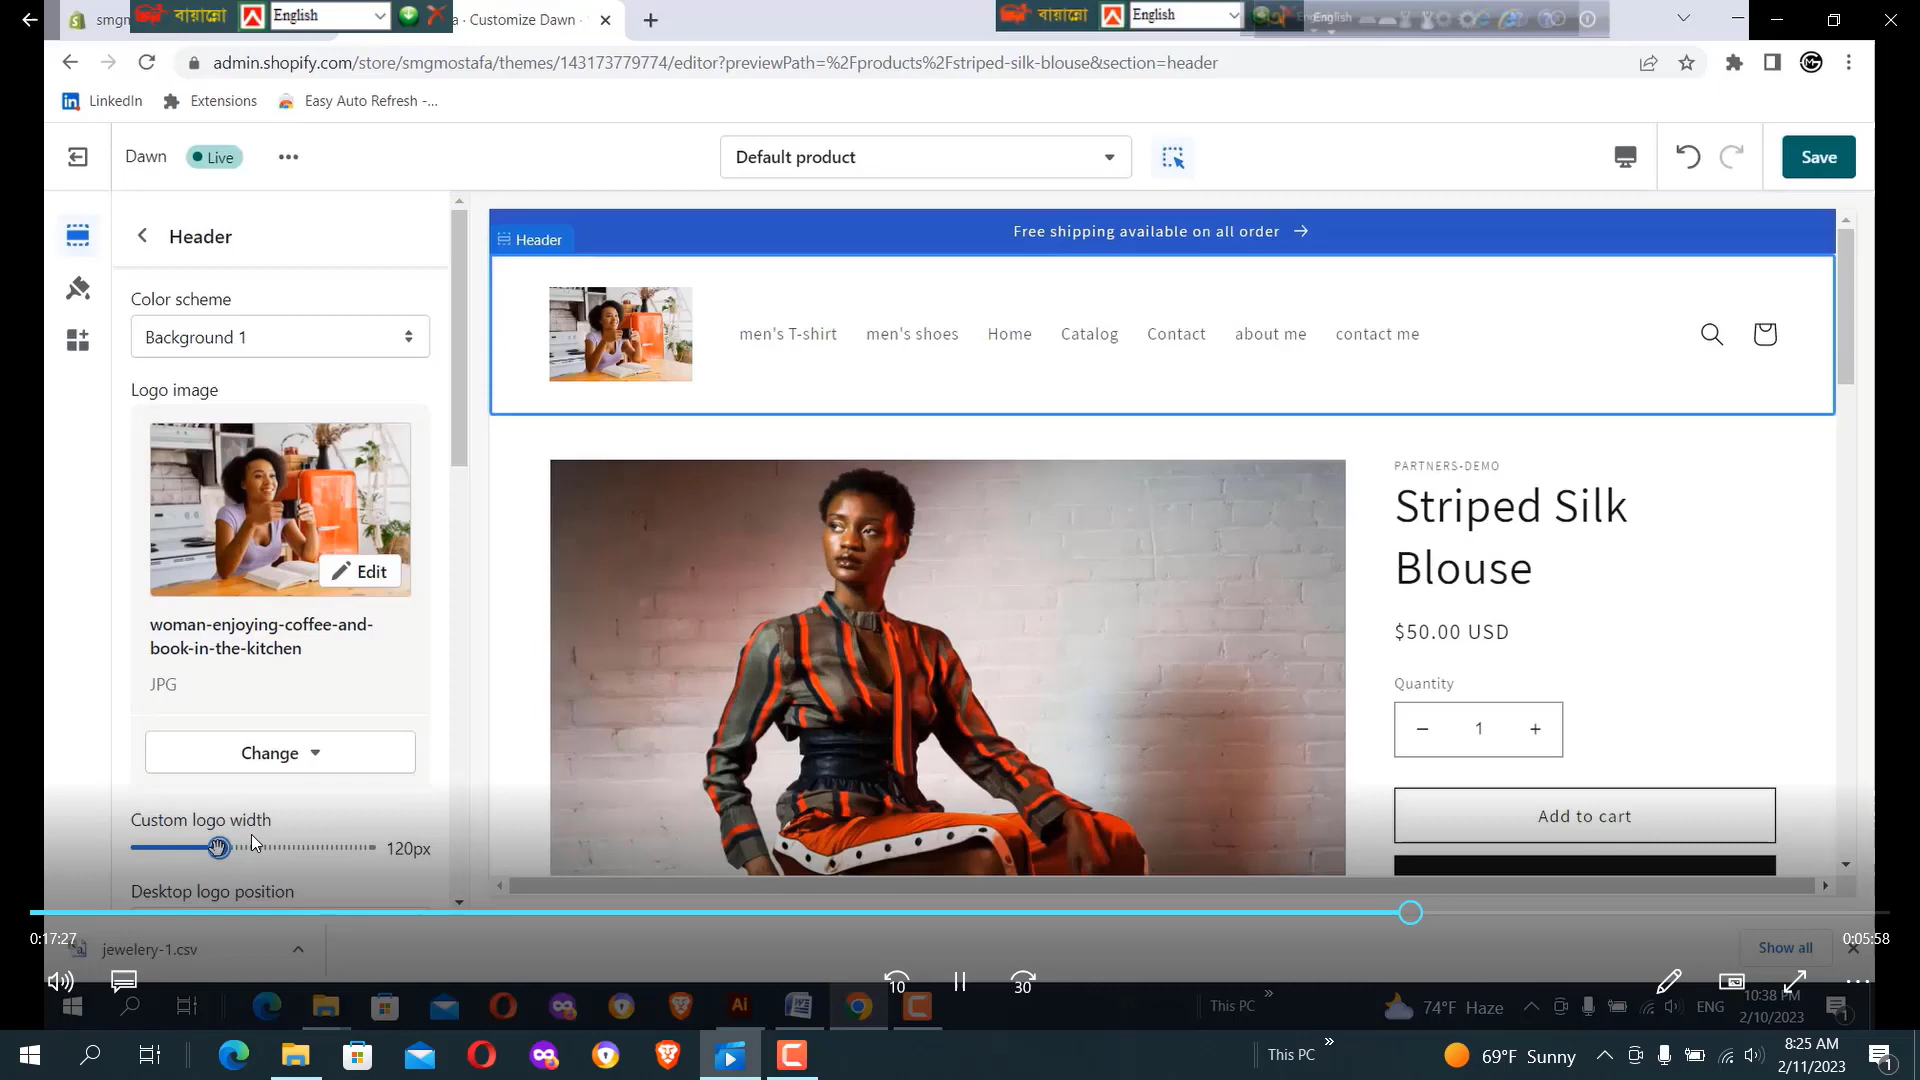 smgm
বায়ান্নো
English
a · Customize Dawn ·
বায়ান্নো
English
English
admin.shopify.com/store/smgmostafa/themes/143173779774/editor?previewPath=%2Fproducts%2Fstriped-silk-blouse&section=header
LinkedIn
Extensions
Easy Auto Refresh -...
Dawn
Live
Default product
Save
Header
Color scheme
Background 1
Logo image
Edit
woman-enjoying-coffee-and-
book-in-the-kitchen
JPG
Change
Custom logo width
120px
Desktop logo position
Free shipping available on all order →
Header
men's T-shirt
men's shoes
Home
Catalog
Contact
about me
contact me
PARTNERS-DEMO
Striped Silk
Blouse
$50.00 USD
Quantity
− 1 +
Add to cart
0:17:27
0:05:58
jewelery-1.csv
Show all
10
30
Ai
This PC
»
74°F Haze
ENG
10:38 PM
2/10/2023
1
This PC
»
69°F Sunny
8:25 AM
2/11/2023
1